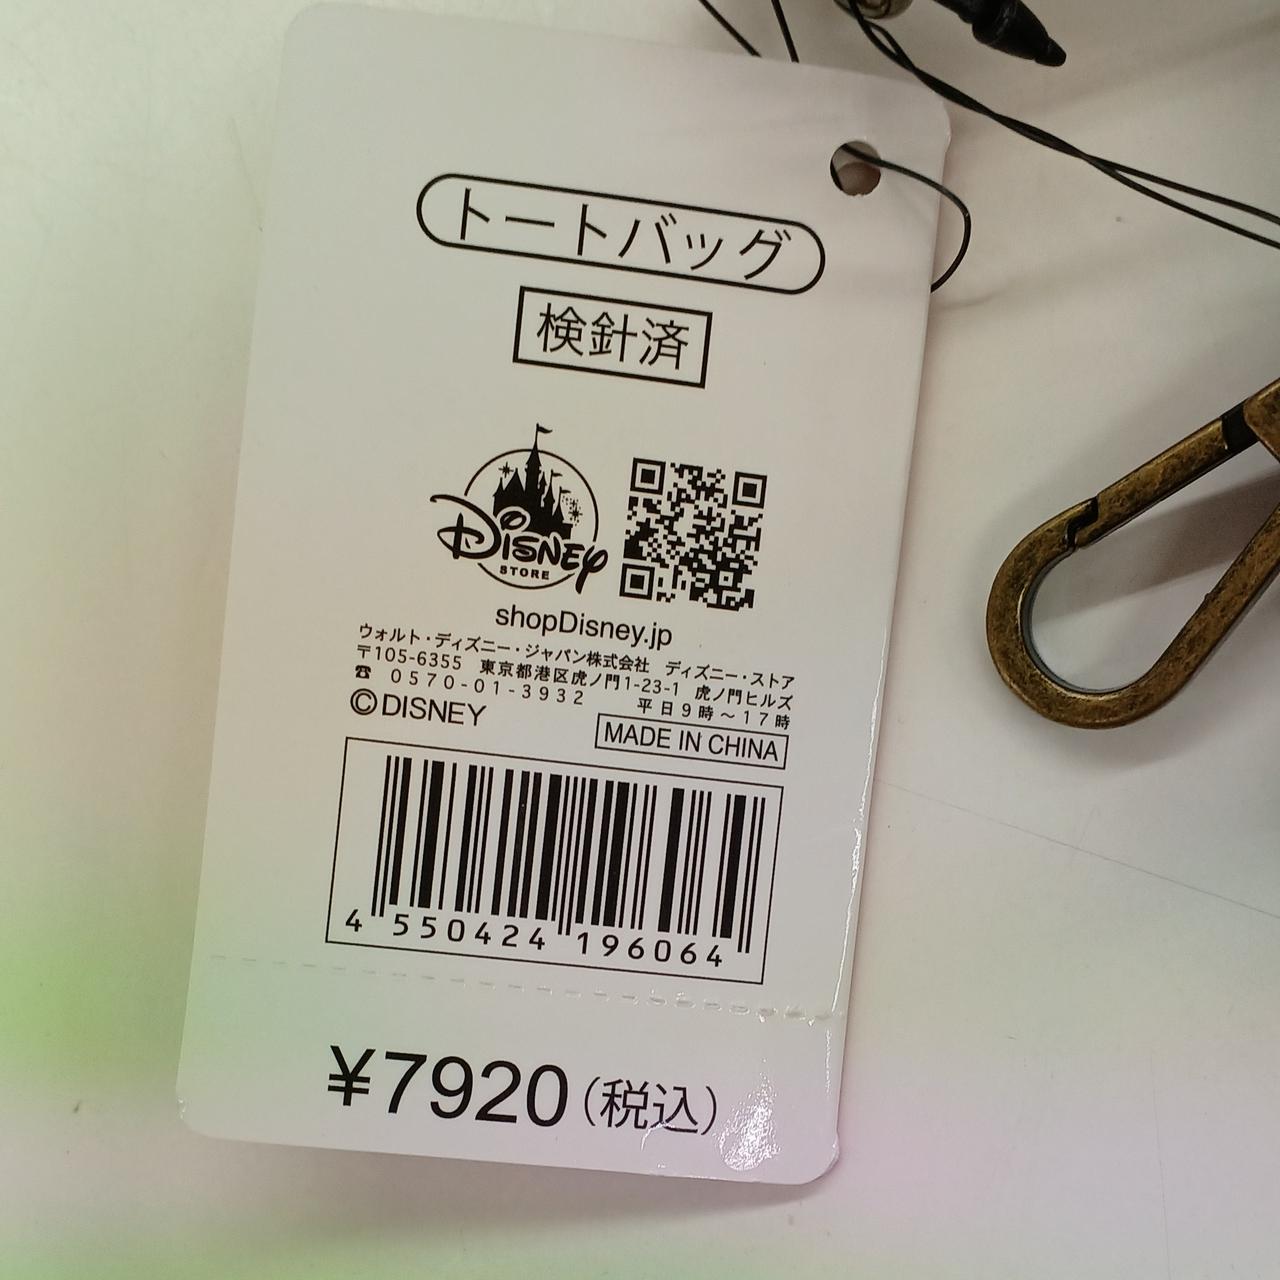 トートバッグ
検針済
Disney
STORE
shopDisney.jp
ウォルト・ディズニー・ジャパン株式会社 ディズニー・ストア
〒105-6355 東京都港区虎ノ門1-23-1 虎ノ門ヒルズ
☎ 0570-01-3932 平日9時～17時
©DISNEY
MADE IN CHINA
4 550424 196064
¥7920(税込)